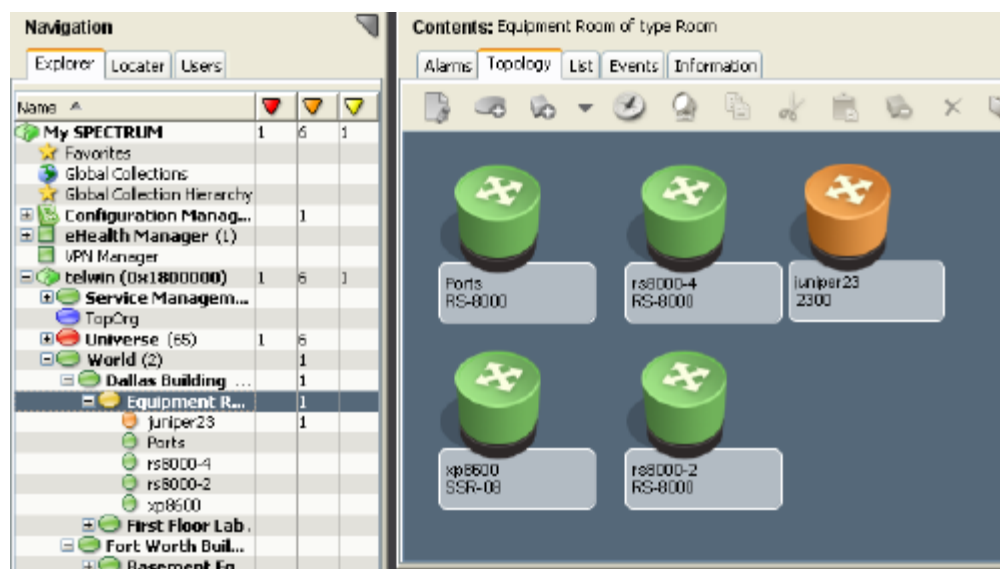 Navigation
Explorer Locater Users
Name
My SPECTRUM 1 6 1
Favorites
Global Collections
Global Collection Hierarchy
Configuration Manag... 1
eHealth Manager (1)
VPN Manager
telwin (0x1800000) 1 6 1
Service Managem...
TopOrg
Universe (65) 1 6
World (2) 1
Dallas Building ... 1
Equipment R... 1
juniper23 1
Ports
rs8000-4
rs8000-2
xp8600
First Floor Lab.
Fort Worth Buil...
Basement Eq
Contents: Equipment Room of type Room
Alarms Topology List Events Information
Ports
RS-8000
rs8000-4
RS-8000
juniper23
2300
xp8600
SSR-08
rs8000-2
RS-8000